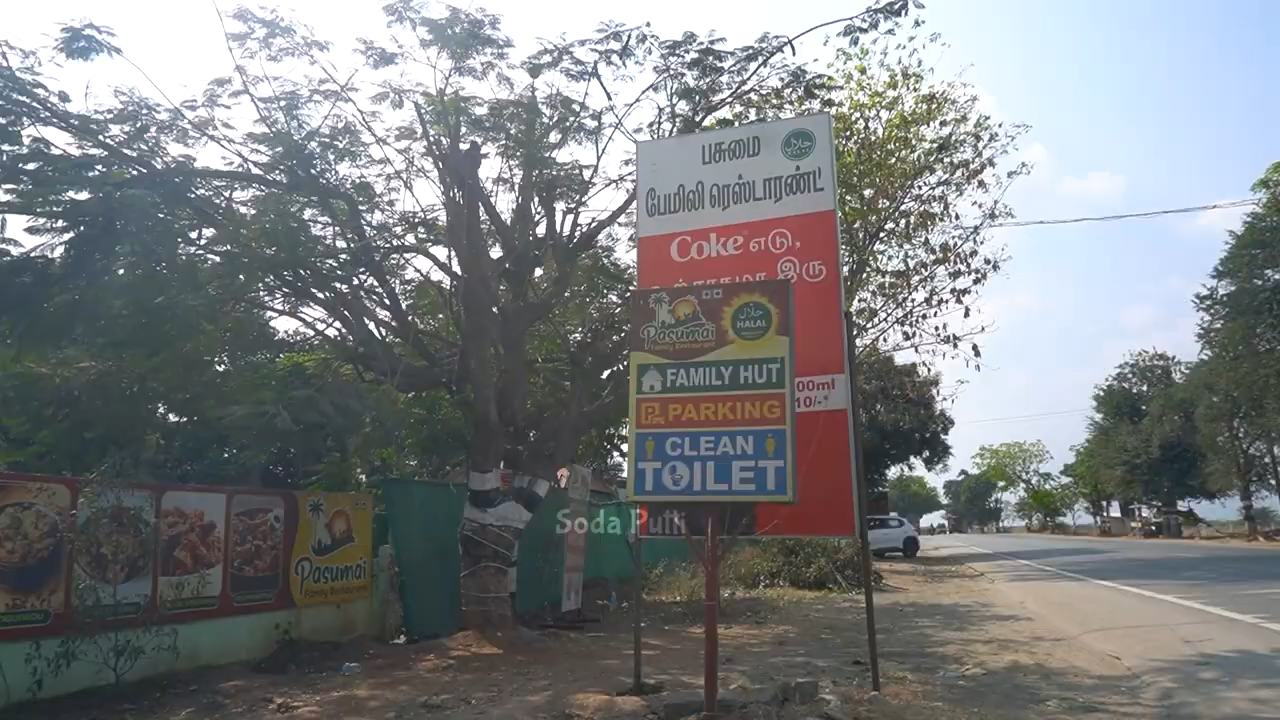 பசுமை
பேமிலி ரெஸ்டாரண்ட்
Coke எடு,
இரு
Pasumai
Family Restaurant
حلال
HALAL
FAMILY HUT
PARKING
CLEAN
TOILET
00ml
10/-
Soda Putti
Pasumai
Family Restaurant